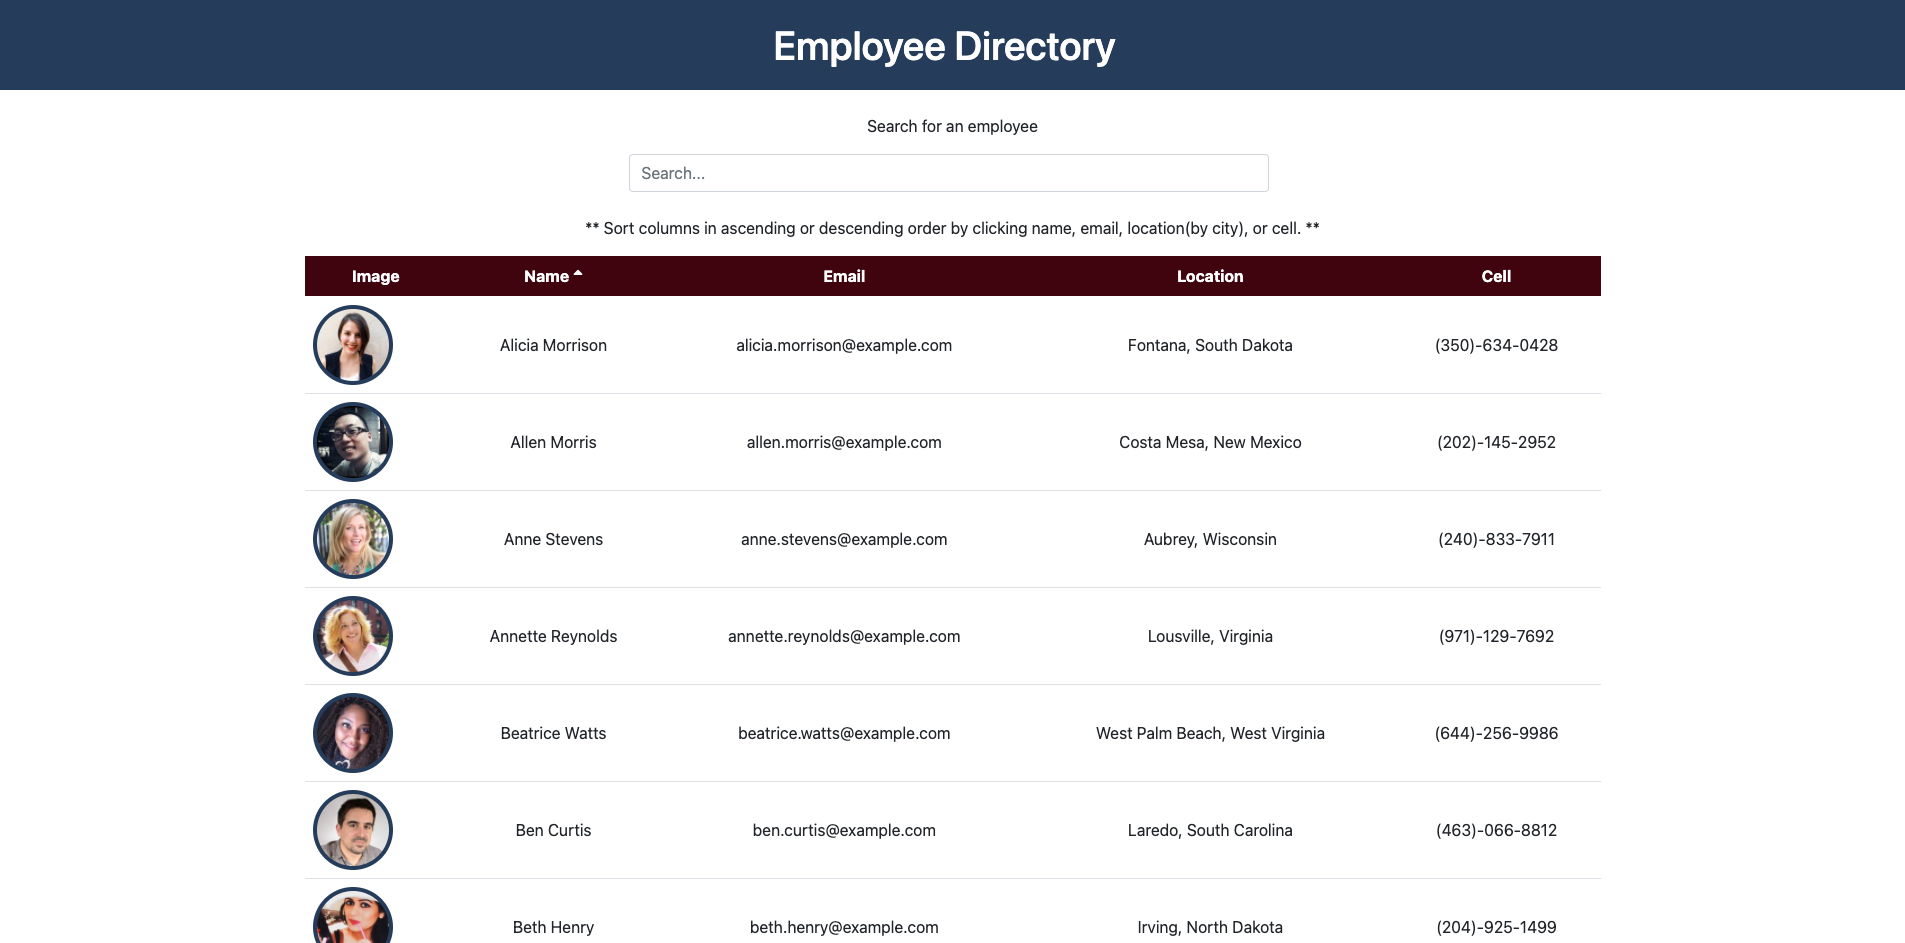 Employee Directory
Search for an employee
Search...
** Sort columns in ascending or descending order by clicking name, email, location(by city), or cell. **
Image Name Email Location Cell
Alicia Morrison alicia.morrison@example.com Fontana, South Dakota (350)-634-0428
Allen Morris allen.morris@example.com Costa Mesa, New Mexico (202)-145-2952
Anne Stevens anne.stevens@example.com Aubrey, Wisconsin (240)-833-7911
Annette Reynolds annette.reynolds@example.com Lousville, Virginia (971)-129-7692
Beatrice Watts beatrice.watts@example.com West Palm Beach, West Virginia (644)-256-9986
Ben Curtis ben.curtis@example.com Laredo, South Carolina (463)-066-8812
Beth Henry beth.henry@example.com Irving, North Dakota (204)-925-1499